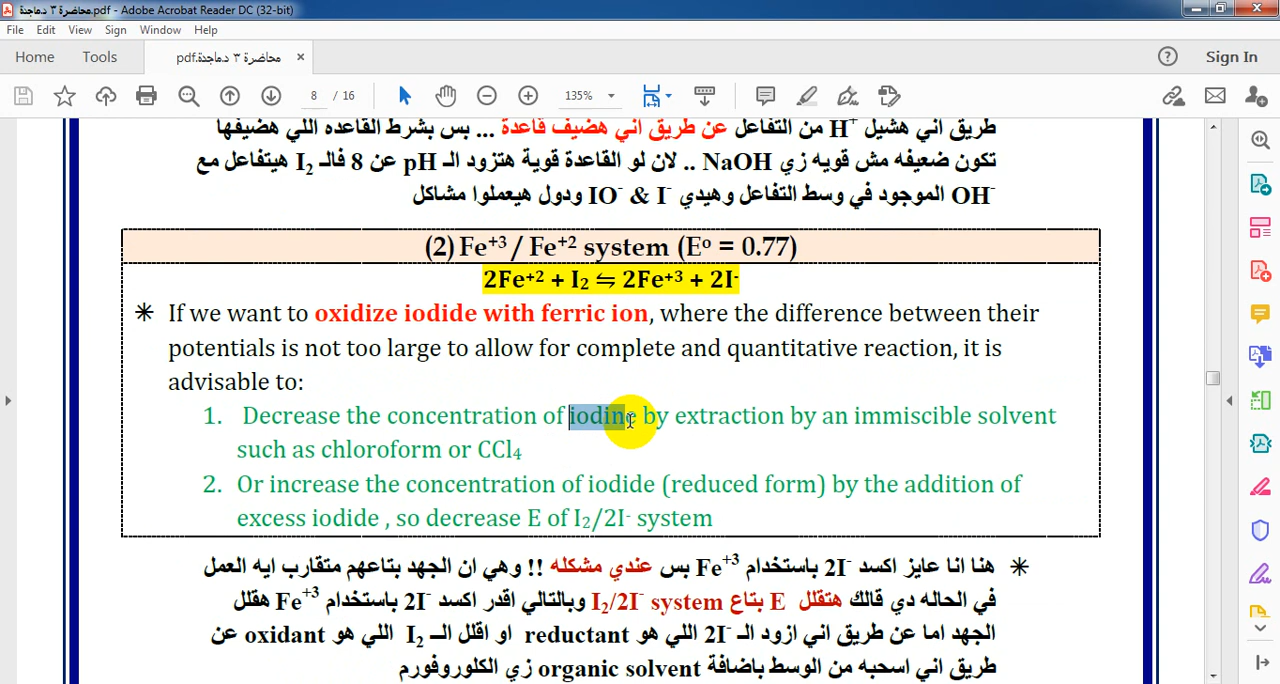 محاضرة ٣ د.ماجدة.pdf - Adobe Acrobat Reader DC (32-bit)
File Edit View Sign Window Help
Home Tools محاضرة ٣ د.ماجدة.pdf × Sign In
8 / 16 135%
طريق اني هشيل H⁺ من التفاعل عن طريق اني هضيف قاعدة ... بس بشرط القاعده اللي هضيفها
تكون ضعيفه مش قويه زي NaOH .. لان لو القاعدة قوية هتزود الـ pH عن 8 فالـ I₂ هيتفاعل مع
OH⁻ الموجود في وسط التفاعل وهيدي IO⁻ & I⁻ ودول هيعملوا مشاكل
(2) Fe⁺³ / Fe⁺² system (Eº = 0.77)
2Fe⁺² + I₂ ⇋ 2Fe⁺³ + 2I⁻
✳ If we want to oxidize iodide with ferric ion, where the difference between their
potentials is not too large to allow for complete and quantitative reaction, it is
advisable to:
1. Decrease the concentration of iodine by extraction by an immiscible solvent
such as chloroform or CCl₄
2. Or increase the concentration of iodide (reduced form) by the addition of
excess iodide , so decrease E of I₂/2I⁻ system
✳ هنا انا عايز اكسد 2I⁻ باستخدام Fe⁺³ بس عندي مشكله !! وهي ان الجهد بتاعهم متقارب ايه العمل
في الحاله دي قالك هتقلل E بتاع I₂/2I⁻ system وبالتالي اقدر اكسد 2I⁻ باستخدام Fe⁺³ هقلل
الجهد اما عن طريق اني ازود الـ 2I⁻ اللي هو reductant او اقلل الــ I₂ اللي هو oxidant عن
طريق اني اسحبه من الوسط باضافة organic solvent زي الكلوروفورم